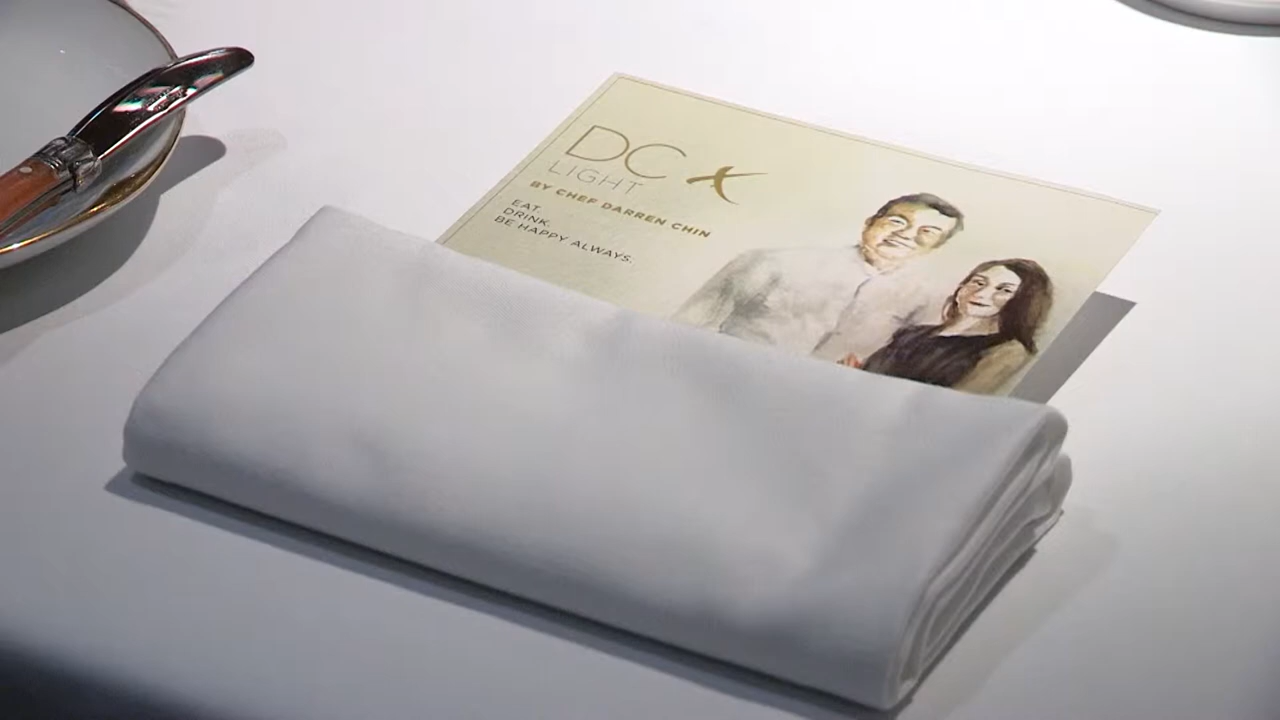 DC
LIGHT
BY CHEF DARREN CHIN
EAT.
DRINK.
BE HAPPY ALWAYS.